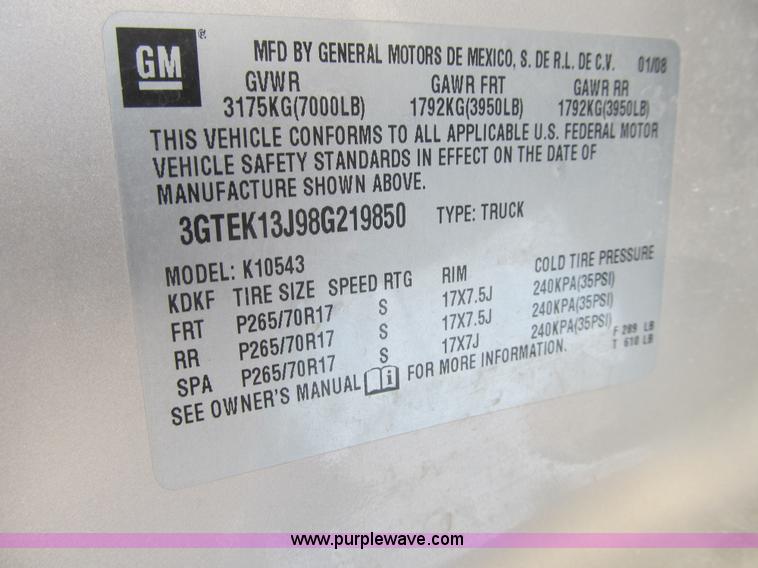 GM
MFD BY GENERAL MOTORS DE MEXICO, S. DE R.L. DE C.V. 01/08
GVWR GAWR FRT GAWR RR
3175KG(7000LB) 1792KG(3950LB) 1792KG(3950LB)
THIS VEHICLE CONFORMS TO ALL APPLICABLE U.S. FEDERAL MOTOR
VEHICLE SAFETY STANDARDS IN EFFECT ON THE DATE OF
MANUFACTURE SHOWN ABOVE.
3GTEK13J98G219850 TYPE: TRUCK
MODEL: K10543
KDKF TIRE SIZE SPEED RTG RIM COLD TIRE PRESSURE
FRT P265/70R17 S 17X7.5J 240KPA(35PSI)
RR P265/70R17 S 17X7.5J 240KPA(35PSI)
SPA P265/70R17 S 17X7J 240KPA(35PSI)
F 289 LB
T 610 LB
SEE OWNER'S MANUAL FOR MORE INFORMATION.
www.purplewave.com